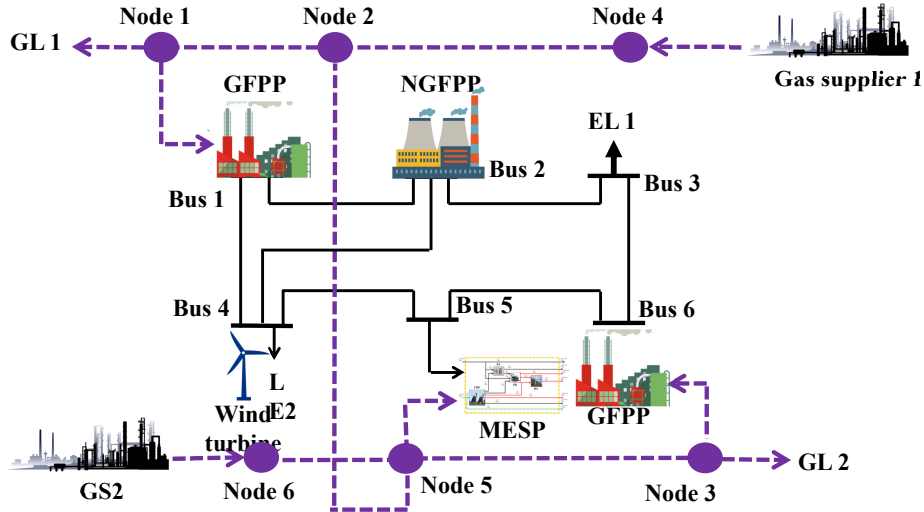 Node 1
Node 2
Node 4
GL 1
Gas supplier 1
GFPP
NGFPP
EL 1
Bus 2
Bus 3
Bus 1
Bus 4
Bus 5
Bus 6
L
E2
Wind
turbine
MESP
GFPP
GL 2
GS2
Node 6
Node 5
Node 3